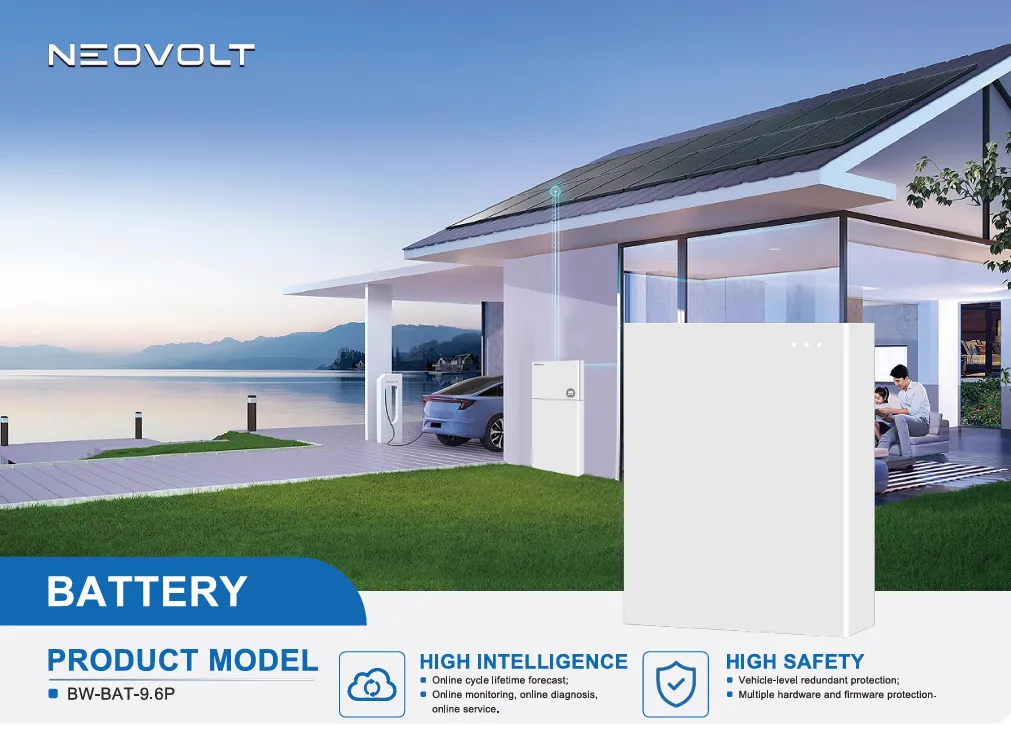 NEOVOLT
BATTERY
PRODUCT MODEL
BW-BAT-9.6P
HIGH INTELLIGENCE
Online cycle lifetime forecast;
Online monitoring, online diagnosis,
online service.
HIGH SAFETY
Vehicle-level redundant protection;
Multiple hardware and firmware protection.